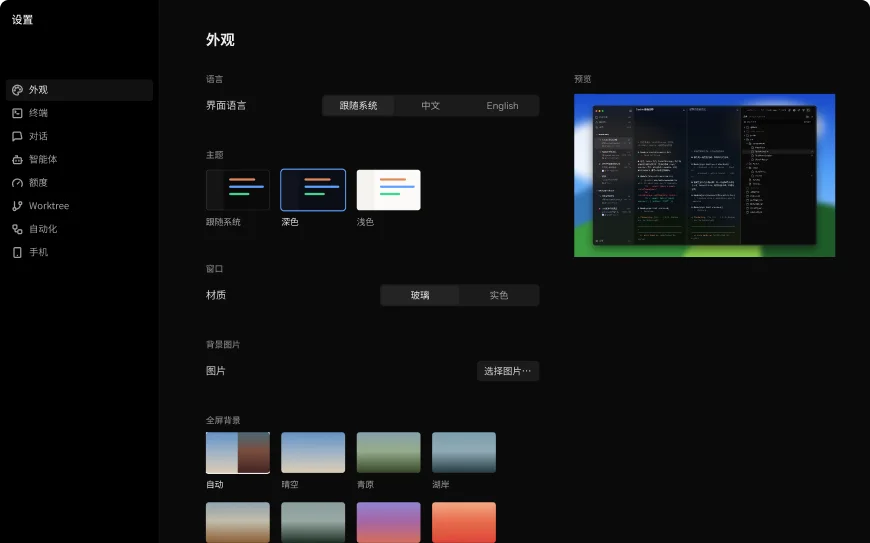 设置
外观
终端
对话
智能体
额度
Worktree
自动化
手机
外观
语言
界面语言
跟随系统
中文
English
主题
跟随系统
深色
浅色
窗口
材质
玻璃
实色
背景图片
图片
选择图片…
全屏背景
自动
晴空
青原
湖岸
预览